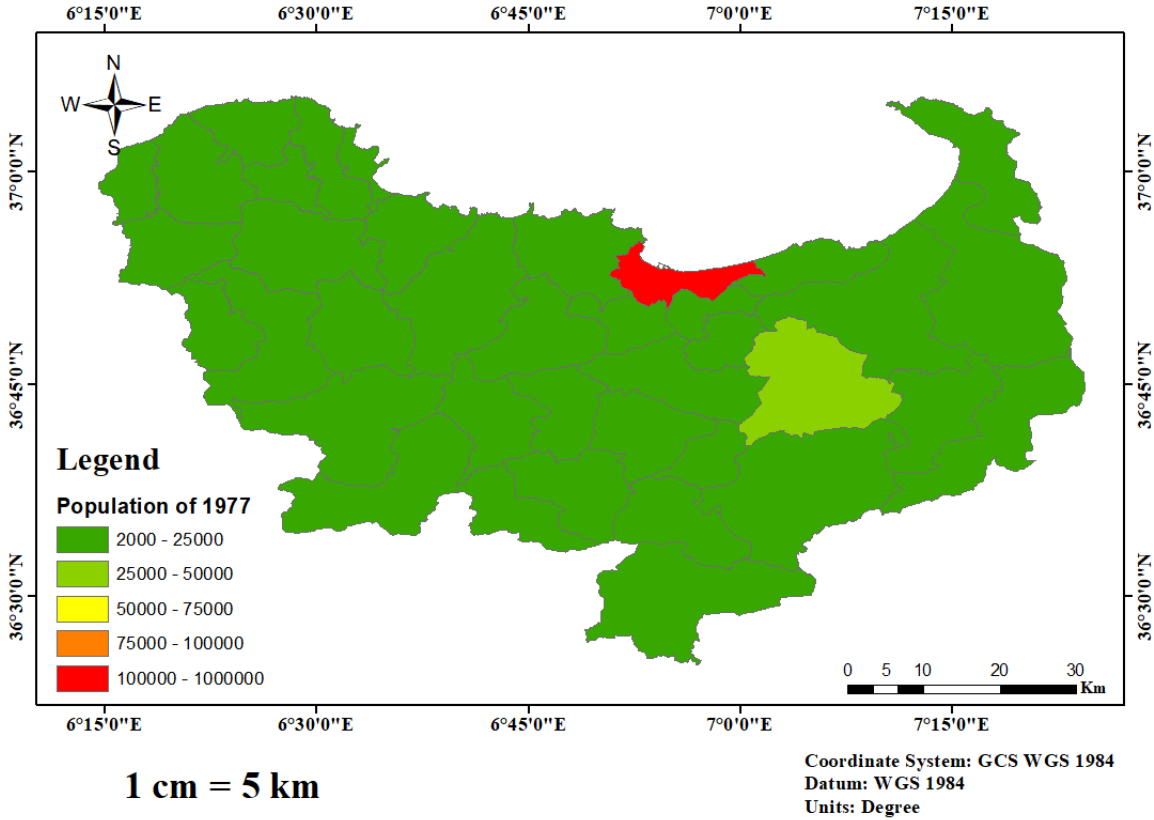 6°15'0"E 6°30'0"E 6°45'0"E 7°0'0"E 7°15'0"E
N
W E
S
37°0'0"N 37°0'0"N
36°45'0"N 36°45'0"N
36°30'0"N 36°30'0"N
Legend
Population of 1977
2000 - 25000
25000 - 50000
50000 - 75000
75000 - 100000
100000 - 1000000
0 5 10 20 30
Km
6°15'0"E 6°30'0"E 6°45'0"E 7°0'0"E 7°15'0"E
1 cm = 5 km
Coordinate System: GCS WGS 1984
Datum: WGS 1984
Units: Degree